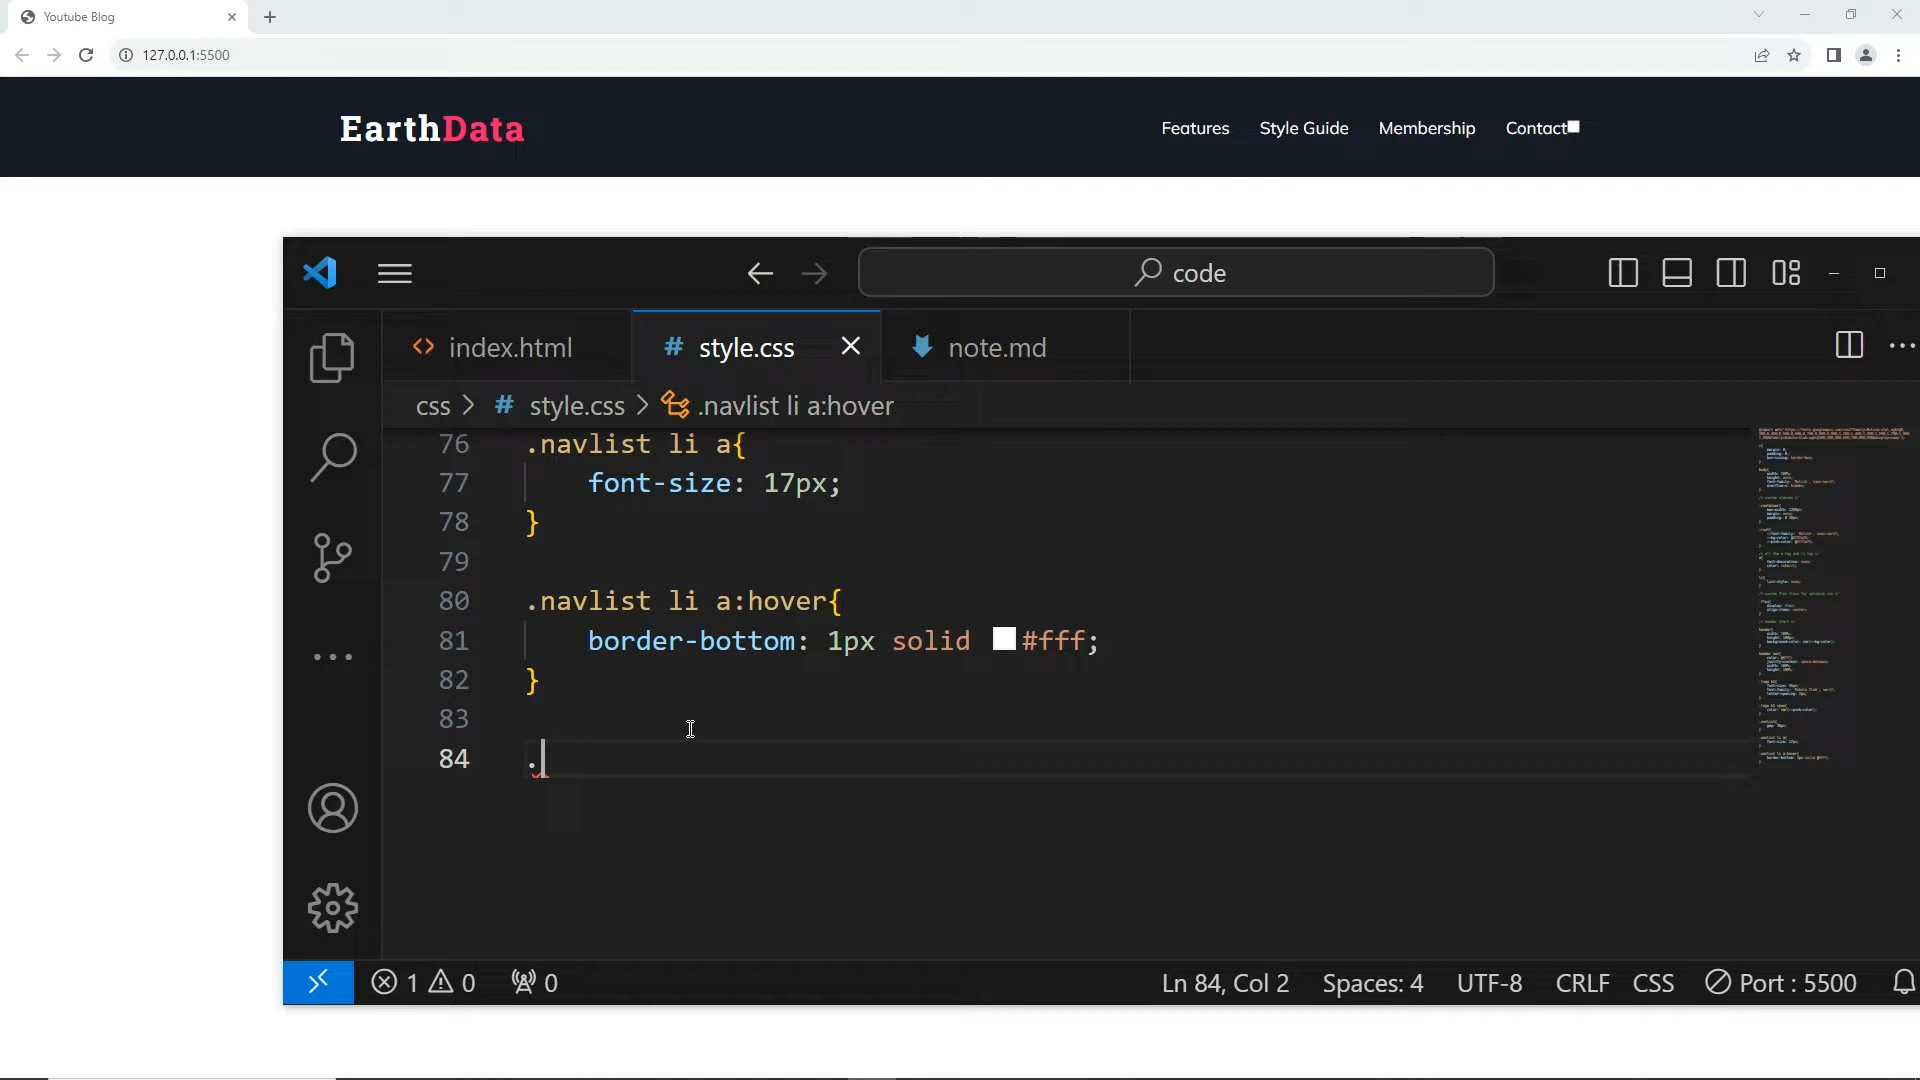 Youtube Blog
127.0.0.1:5500
EarthData
Features Style Guide Membership Contact
code
index.html # style.css note.md
css > # style.css > .navlist li a:hover
76 .navlist li a{
77 font-size: 17px;
78 }
79
80 .navlist li a:hover{
81 border-bottom: 1px solid #fff;
82 }
83
84 .
1 0 0 Ln 84, Col 2 Spaces: 4 UTF-8 CRLF CSS Port : 5500